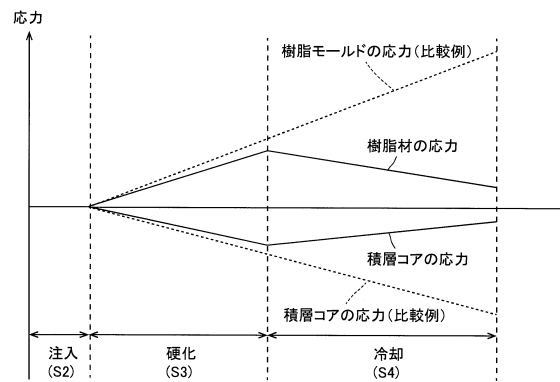 応力
樹脂モールドの応力(比較例)
樹脂材の応力
積層コアの応力
積層コアの応力(比較例)
注入
(S2)
硬化
(S3)
冷却
(S4)